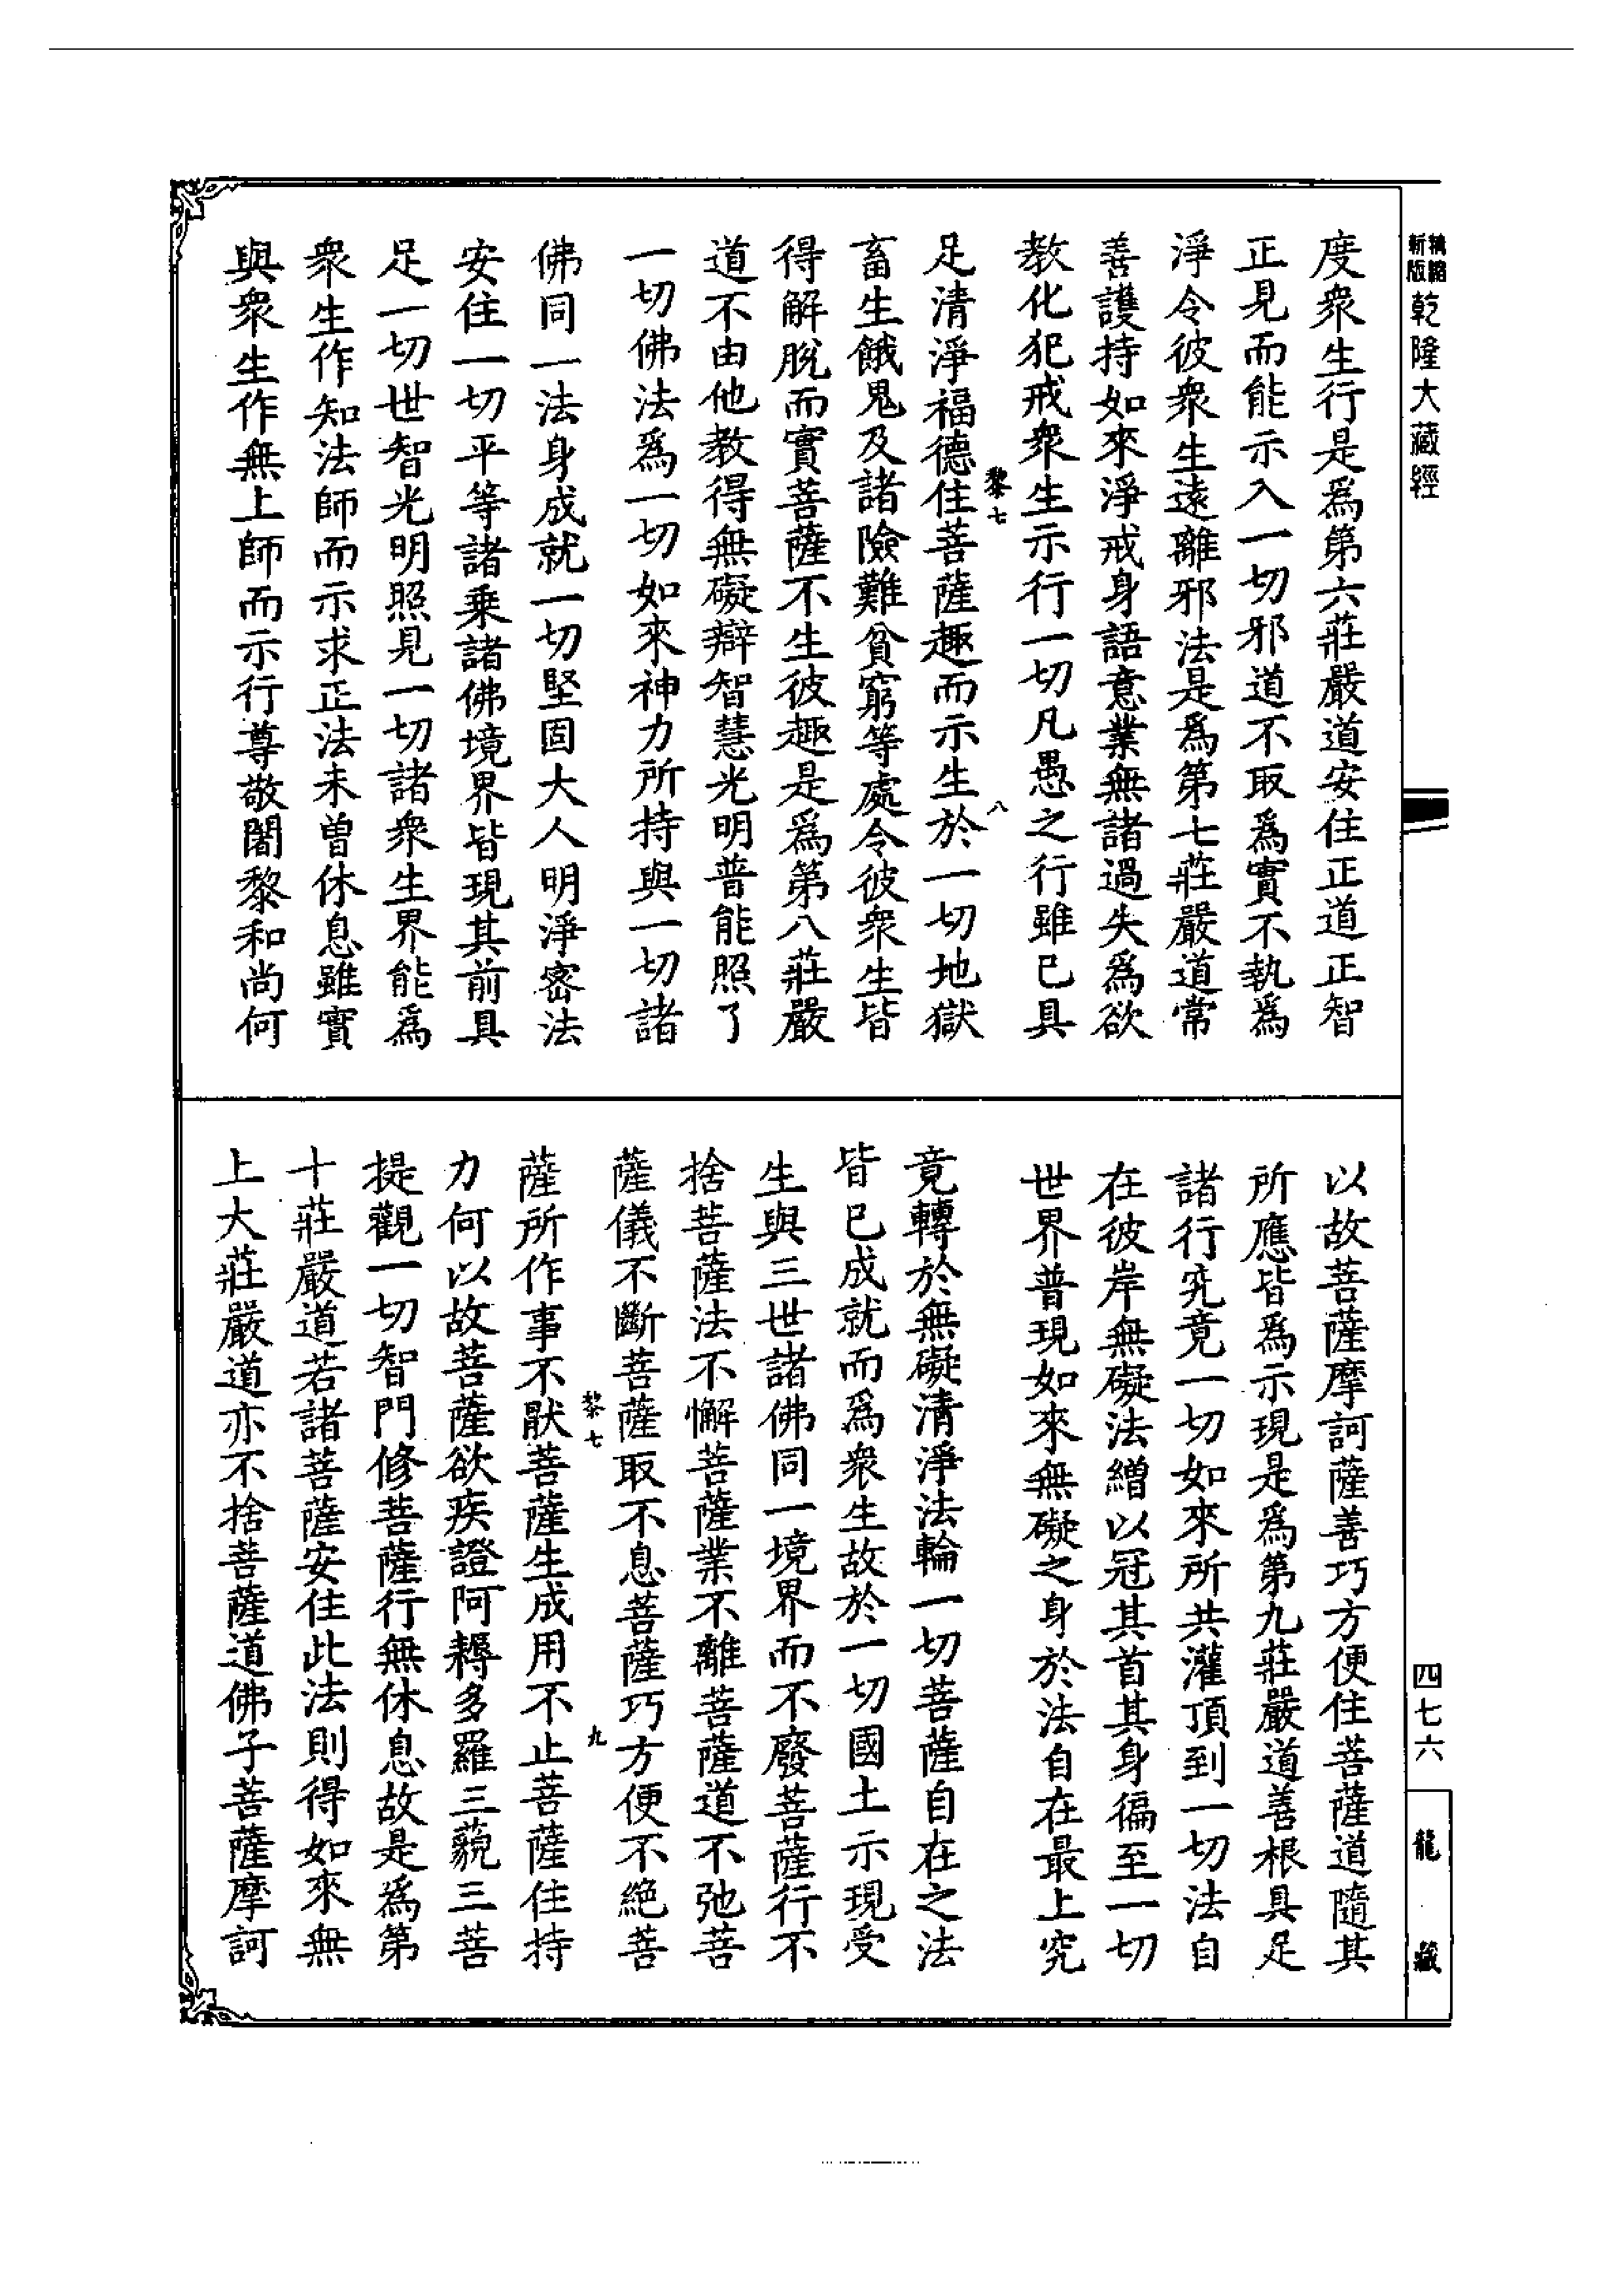 精縮新版乾隆大藏經
度衆生行是爲第六莊嚴道安住正道正智
正見而能示入一切邪道不取爲實不執爲
淨令彼衆生遠離邪法是爲第七莊嚴道常
善護持如來淨戒身語意業無諸過失爲欲
教化犯戒衆生示行一切凡愚之行雖已具
黎七
八
足清淨福德住菩薩趣而示生於一切地獄
畜生餓鬼及諸險難貧窮等處令彼衆生皆
得解脫而實菩薩不生彼趣是爲第八莊嚴
道不由他教得無礙辯智慧光明普能照了
一切佛法爲一切如來神力所持與一切諸
佛同一法身成就一切堅固大人明淨密法
安住一切平等諸乘諸佛境界皆現其前具
足一切世智光明照見一切諸衆生界能爲
衆生作知法師而示求正法未曾休息雖實
與衆生作無上師而示行尊敬闍黎和尚何
以故菩薩摩訶薩善巧方便住菩薩道隨其
所應皆爲示現是爲第九莊嚴道善根具足
諸行究竟一切如來所共灌頂到一切法自
在彼岸無礙法繒以冠其首其身徧至一切
世界普現如來無礙之身於法自在最上究
竟轉於無礙清淨法輪一切菩薩自在之法
皆已成就而爲衆生故於一切國土示現受
生與三世諸佛同一境界而不廢菩薩行不
捨菩薩法不懈菩薩業不離菩薩道不弛菩
薩儀不斷菩薩取不息菩薩巧方便不絕菩
黎七
九
薩所作事不厭菩薩生成用不止菩薩住持
力何以故菩薩欲疾證阿耨多羅三藐三菩
提觀一切智門修菩薩行無休息故是爲第
十莊嚴道若諸菩薩安住此法則得如來無
上大莊嚴道亦不捨菩薩道佛子菩薩摩訶
四七六
龍藏